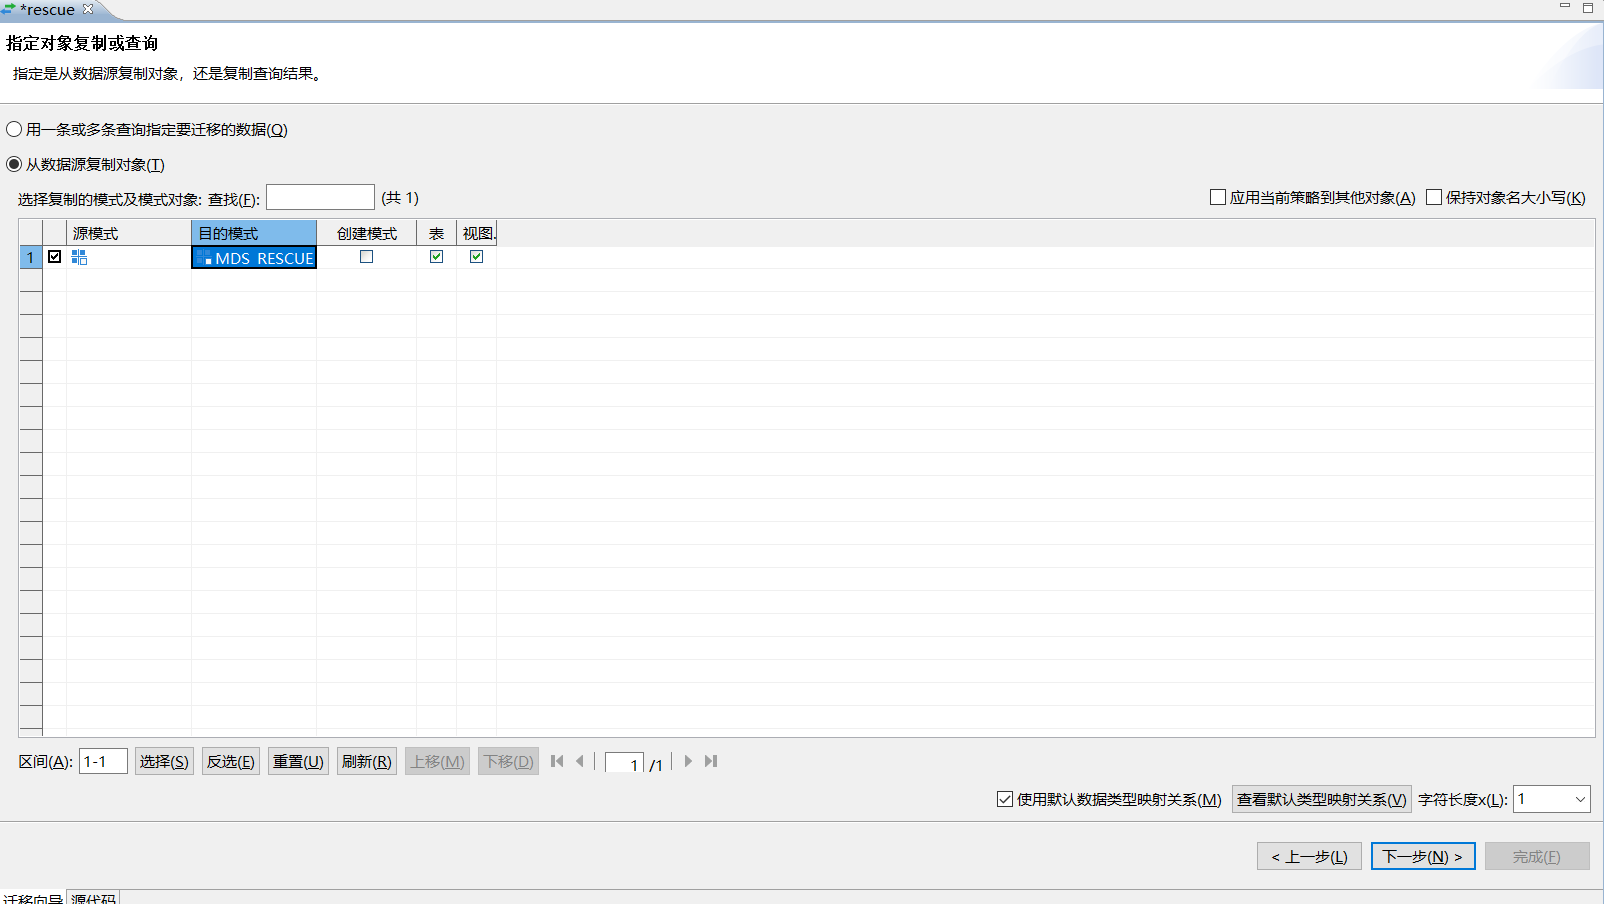 *rescue
指定对象复制或查询
指定是从数据源复制对象，还是复制查询结果。
用一条或多条查询指定要迁移的数据(Q)
从数据源复制对象(T)
选择复制的模式及模式对象: 查找(F): (共 1) 应用当前策略到其他对象(A) 保持对象名大小写(K)
源模式 目的模式 创建模式 表 视图.
1 MDS_RESCUE
区间(A): 1-1 选择(S) 反选(E) 重置(U) 刷新(R) 上移(M) 下移(D) 1 /1
使用默认数据类型映射关系(M) 查看默认类型映射关系(V) 字符长度x(L): 1
< 上一步(L) 下一步(N) > 完成(F)
迁移向导 源代码